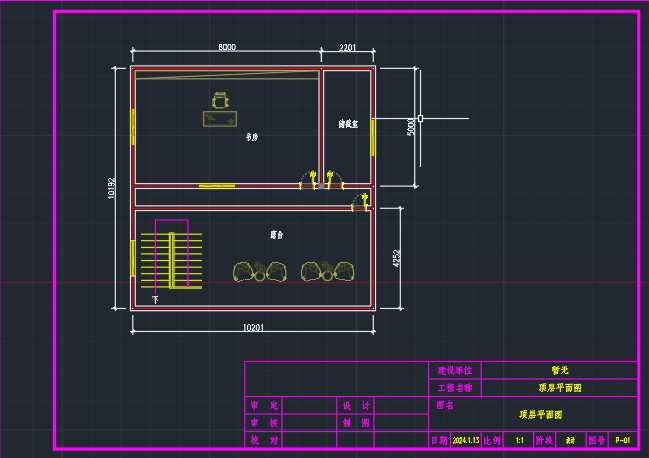 8000
2201
5000
储藏室
书房
10192
露台
4252
下
10201
建设单位 暂无
工程名称 顶层平面图
审 定 设 计 图名
审 核 制 图 顶层平面图
校 对 日期 2024.1.13 比例 1:1 阶段 图号 P-01